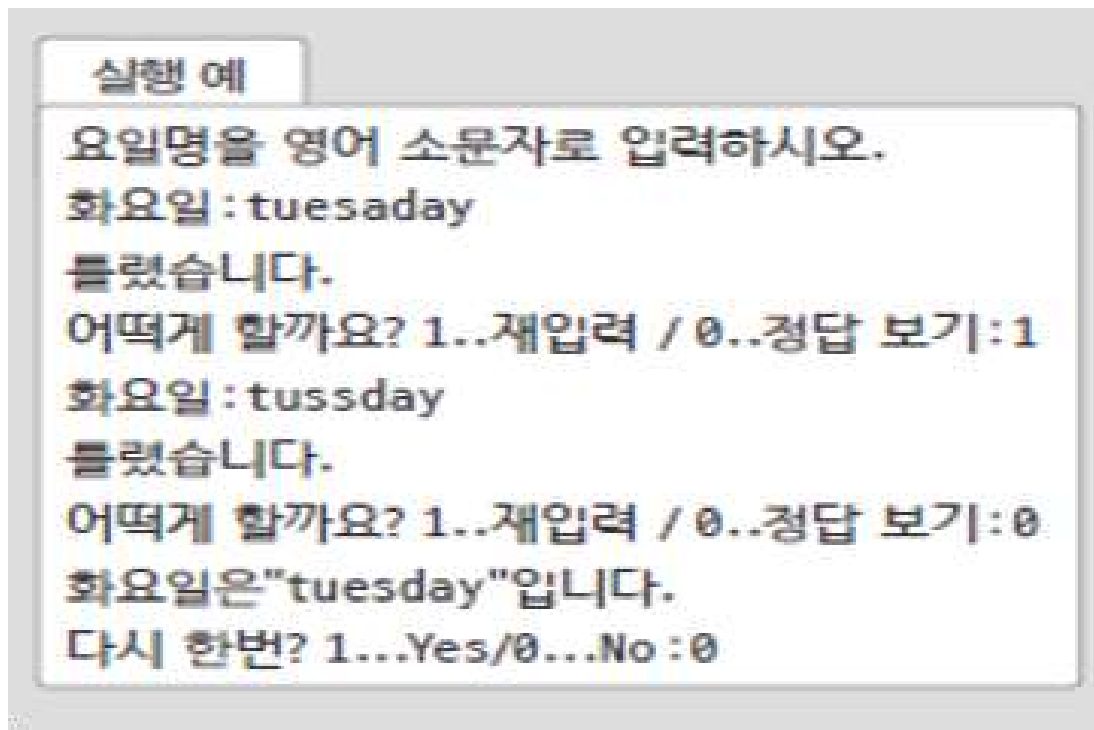 실행 예
요일명을 영어 소문자로 입력하시오.
화요일:tuesaday
틀렸습니다.
어떡게 할까요? 1..재입력 / 0..정답 보기:1
화요일:tussday
틀렸습니다.
어떡게 할까요? 1..재입력 / 0..정답 보기:0
화요일은"tuesday"입니다.
다시 한번? 1...Yes/0...No:0